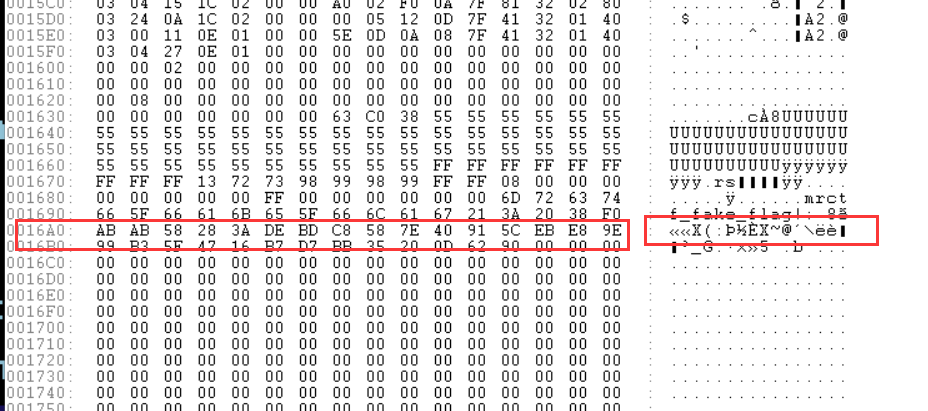 0015C0: 03 04 15 1C 02 00 00 A0 02 F0 0A 7F 81 32 02 80
0015D0: 03 24 0A 1C 02 00 00 00 05 12 0D 7F 41 32 01 40 : .$..........▐A2.@
0015E0: 03 00 11 0E 01 00 00 5E 0D 0A 08 7F 41 32 01 40 : .......^...▐A2.@
0015F0: 03 04 27 0E 01 00 00 00 00 00 00 00 00 00 00 00 : ..'.............
001600: 00 00 02 00 00 00 00 00 00 00 00 00 00 00 00 00 : ................
001610: 00 00 00 00 00 00 00 00 00 00 00 00 00 00 00 00 : ................
001620: 00 08 00 00 00 00 00 00 00 00 00 00 00 00 00 00 : ................
001630: 00 00 00 00 00 00 00 63 C0 38 55 55 55 55 55 55 : .......cÀ8UUUUUU
001640: 55 55 55 55 55 55 55 55 55 55 55 55 55 55 55 55 : UUUUUUUUUUUUUUUU
001650: 55 55 55 55 55 55 55 55 55 55 55 55 55 55 55 55 : UUUUUUUUUUUUUUUU
001660: 55 55 55 55 55 55 55 55 55 55 FF FF FF FF FF FF : UUUUUUUUUUÿÿÿÿÿÿ
001670: FF FF FF 13 72 73 98 99 98 99 FF FF 08 00 00 00 : ÿÿÿ.rs▐▐▐▐ÿÿ....
001680: 00 00 00 00 00 FF 00 00 00 00 00 00 6D 72 63 74 : .....ÿ......mrct
001690: 66 5F 66 61 6B 65 5F 66 6C 61 67 21 3A 20 38 F0 : f_fake_flag!: 8ð
0016A0: AB AB 58 28 3A DE BD C8 58 7E 40 91 5C EB E8 9E : ««X(:Þ½ÈX~@´\ëè▐
0016B0: 99 B3 5F 47 16 B7 D7 BB 35 20 0D 62 90 00 00 00 : ▐³_G.·×»5 .b....
0016C0: 00 00 00 00 00 00 00 00 00 00 00 00 00 00 00 00 : ................
0016D0: 00 00 00 00 00 00 00 00 00 00 00 00 00 00 00 00 : ................
0016E0: 00 00 00 00 00 00 00 00 00 00 00 00 00 00 00 00 : ................
0016F0: 00 00 00 00 00 00 00 00 00 00 00 00 00 00 00 00 : ................
001700: 00 00 00 00 00 00 00 00 00 00 00 00 00 00 00 00 : ................
001710: 00 00 00 00 00 00 00 00 00 00 00 00 00 00 00 00 : ................
001720: 00 00 00 00 00 00 00 00 00 00 00 00 00 00 00 00 : ................
001730: 00 00 00 00 00 00 00 00 00 00 00 00 00 00 00 00 : ................
001740: 00 00 00 00 00 00 00 00 00 00 00 00 00 00 00 00 : ................
001750: 00 00 00 00 00 00 00 00 00 00 00 00 00 00 00 00